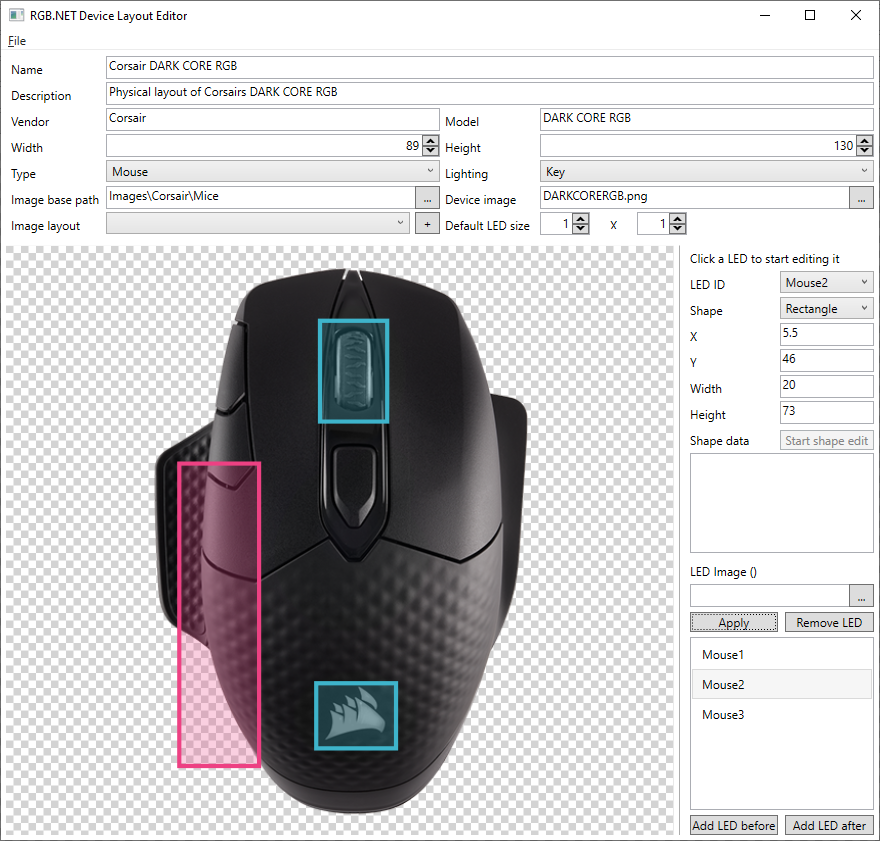 RGB.NET Device Layout Editor
File
Name Corsair DARK CORE RGB
Description Physical layout of Corsairs DARK CORE RGB
Vendor Corsair Model DARK CORE RGB
Width 89 Height 130
Type Mouse Lighting Key
Image base path Images\Corsair\Mice ... Device image DARKCORERGB.png ...
Image layout + Default LED size 1 X 1
Click a LED to start editing it
LED ID Mouse2
Shape Rectangle
X 5.5
Y 46
Width 20
Height 73
Shape data Start shape edit
LED Image ()
...
Apply Remove LED
Mouse1
Mouse2
Mouse3
Add LED before Add LED after